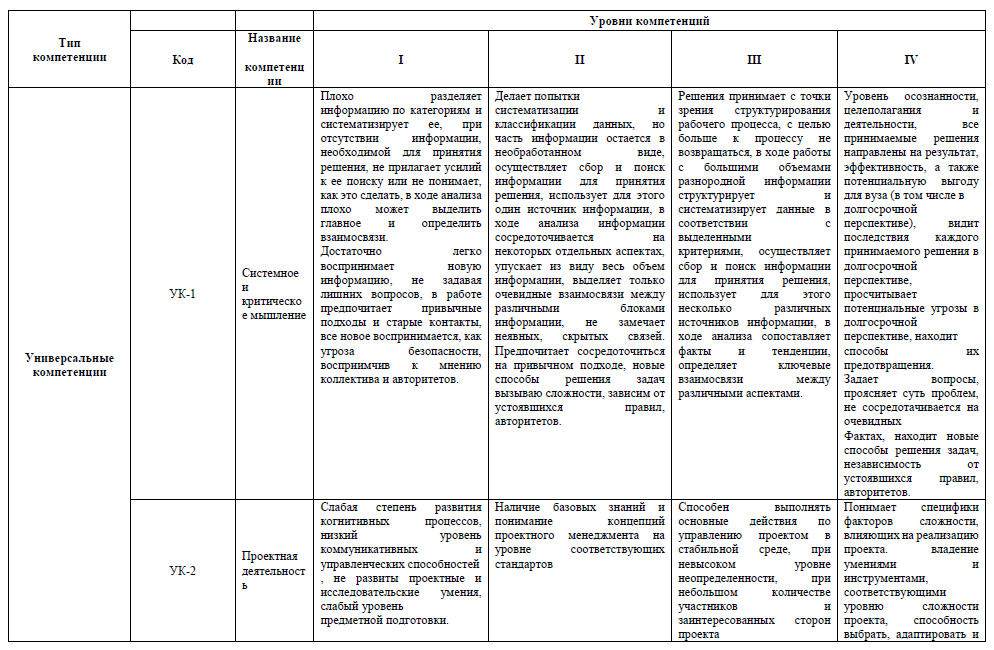 Тип
компетенции
Код
Название
компетенц
ии
Уровни компетенций
I
II
III
IV
Универсальные
компетенции
УК-1
Системное
и
критическо
е мышление
Плохо разделяет
информацию по категориям и
систематизирует ее, при
отсутствии информации,
необходимой для принятия
решения, не прилагает усилий
к ее поиску или не понимает,
как это сделать, в ходе анализа
плохо может выделить
главное и определить
взаимосвязи.
Достаточно легко
воспринимает новую
информацию, не задавая
лишних вопросов, в работе
предпочитает привычные
подходы и старые контакты,
все новое воспринимается, как
угроза безопасности,
восприимчив к мнению
коллектива и авторитетов.
Делает попытки
систематизации и
классификации данных, но
часть информации остается в
необработанном виде,
осуществляет сбор и поиск
информации для принятия
решения, использует для этого
один источник информации, в
ходе анализа информации
сосредоточивается на
некоторых отдельных аспектах,
упускает из виду весь объем
информации, выделяет только
очевидные взаимосвязи между
различными блоками
информации, не замечает
неявных, скрытых связей.
Предпочитает сосредоточиться
на привычном подходе, новые
способы решения задач
вызываю сложности, зависим от
устоявшихся правил,
авторитетов.
Решения принимает с точки
зрения структурирования
рабочего процесса, с целью
больше к процессу не
возвращаться, в ходе работы
с большими объемами
разнородной информации
структурирует и
систематизирует данные в
соответствии с
выделенными
критериями, осуществляет
сбор и поиск информации
для принятия решения,
использует для этого
несколько различных
источников информации, в
ходе анализа сопоставляет
факты и тенденции,
определяет ключевые
взаимосвязи между
различными аспектами.
Уровень осознанности,
целеполагания и
деятельности, все
принимаемые решения
направлены на результат,
эффективность, а также
потенциальную выгоду
для вуза (в том числе в
долгосрочной
перспективе), видит
последствия каждого
принимаемого решения в
долгосрочной
перспективе,
просчитывает
потенциальные угрозы в
долгосрочной
перспективе, находит
способы их
предотвращения.
Задает вопросы,
проясняет суть проблем,
не сосредотачивается на
очевидных
Фактах, находит новые
способы решения задач,
независимость от
устоявшихся правил,
авторитетов.
УК-2
Проектная
деятельност
ь
Слабая степень развития
когнитивных процессов,
низкий уровень
коммуникативных и
управленческих способностей
, не развиты проектные и
исследовательские умения,
слабый уровень
предметной подготовки.
Наличие базовых знаний и
понимание концепций
проектного менеджмента на
уровне соответствующих
стандартов
Способен выполнять
основные действия по
управлению проектом в
стабильной среде, при
невысоком уровне
неопределенности, при
небольшом количестве
участников и
заинтересованных сторон
проекта
Понимает специфики
факторов сложности,
влияющих на реализацию
проекта. владение
умениями и
инструментами,
соответствующими
уровню сложности
проекта, способность
выбрать, адаптировать и